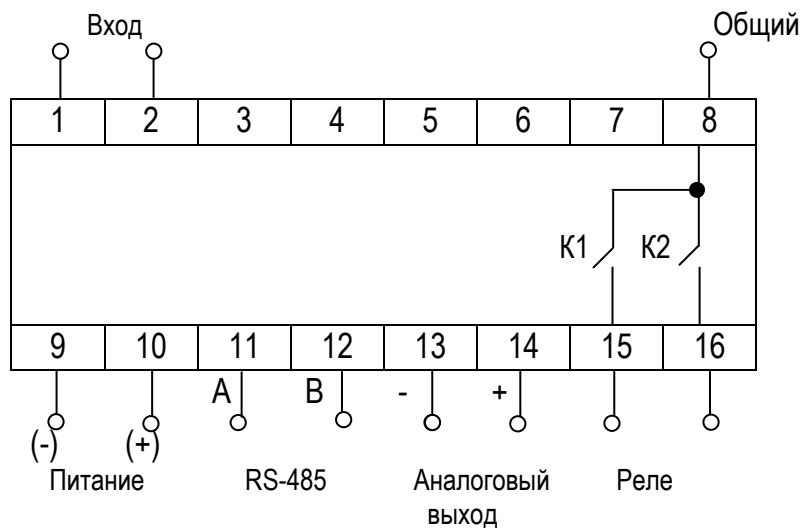 Вход Общий
1 2 3 4 5 6 7 8
К1 К2
9 10 11 12 13 14 15 16
A B - +
(-) (+)
Питание RS-485 Аналоговый Реле
выход